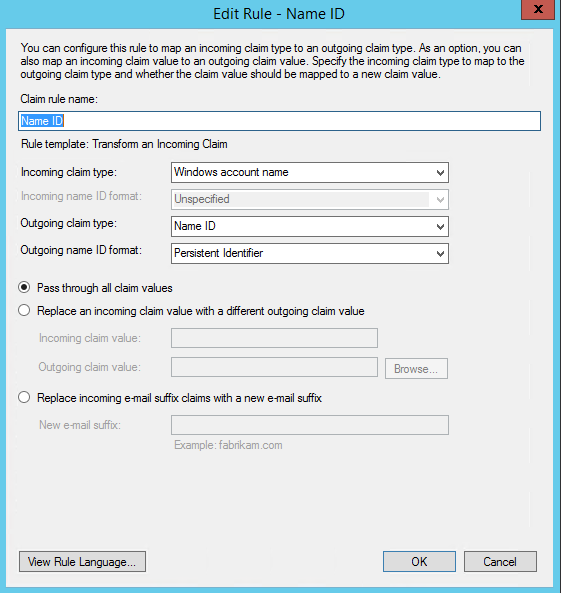 Edit Rule - Name ID
x
You can configure this rule to map an incoming claim type to an outgoing claim type. As an option, you can
also map an incoming claim value to an outgoing claim value. Specify the incoming claim type to map to the
outgoing claim type and whether the claim value should be mapped to a new claim value.
Claim rule name:
Name ID
Rule template: Transform an Incoming Claim
Incoming claim type: Windows account name
Incoming name ID format: Unspecified
Outgoing claim type: Name ID
Outgoing name ID format: Persistent Identifier
Pass through all claim values
Replace an incoming claim value with a different outgoing claim value
Incoming claim value:
Outgoing claim value: Browse...
Replace incoming e-mail suffix claims with a new e-mail suffix
New e-mail suffix:
Example: fabrikam.com
View Rule Language... OK Cancel